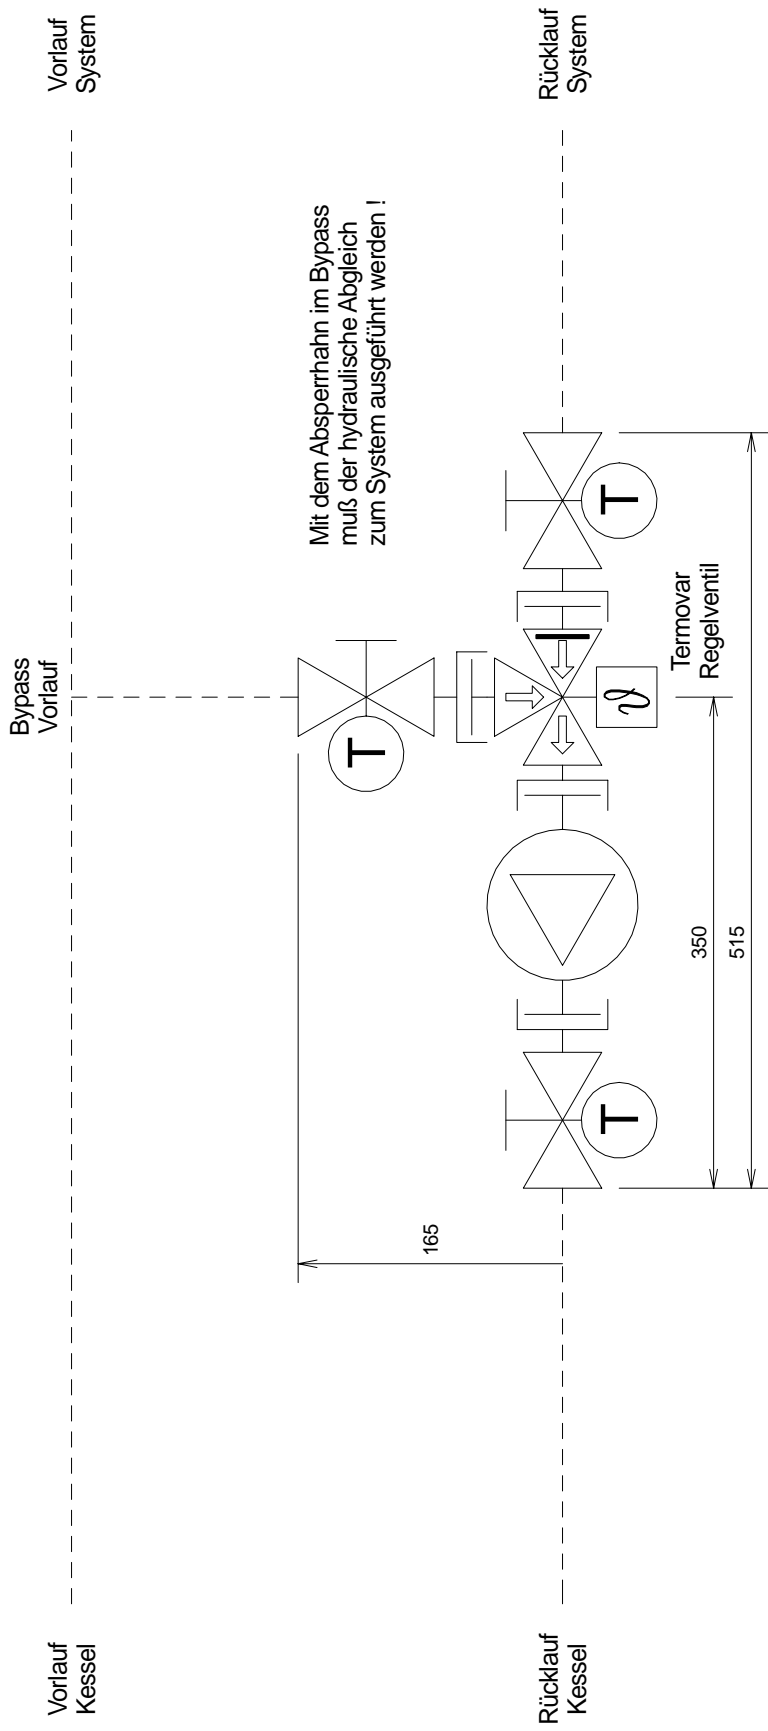 Vorlauf
System
Rücklauf
System
Mit dem Absperrhahn im Bypass
muß der hydraulische Abgleich
zum System ausgeführt werden !
Bypass
Vorlauf
T
T
ϑ
Termovar
Regelventil
350
515
T
165
Vorlauf
Kessel
Rücklauf
Kessel